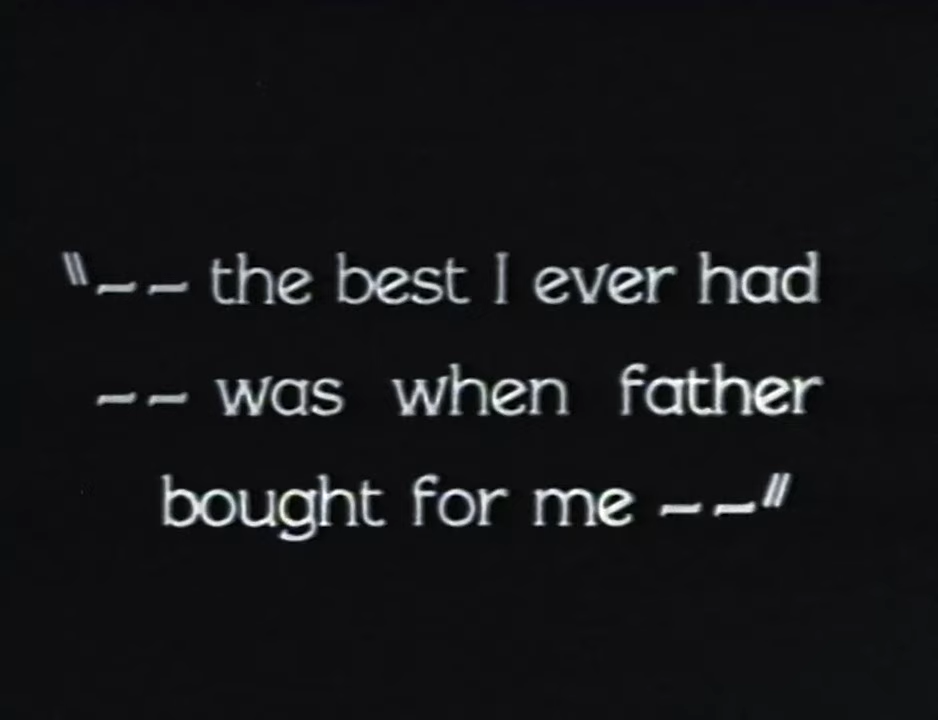 "-- the best I ever had
-- was when father
bought for me --"